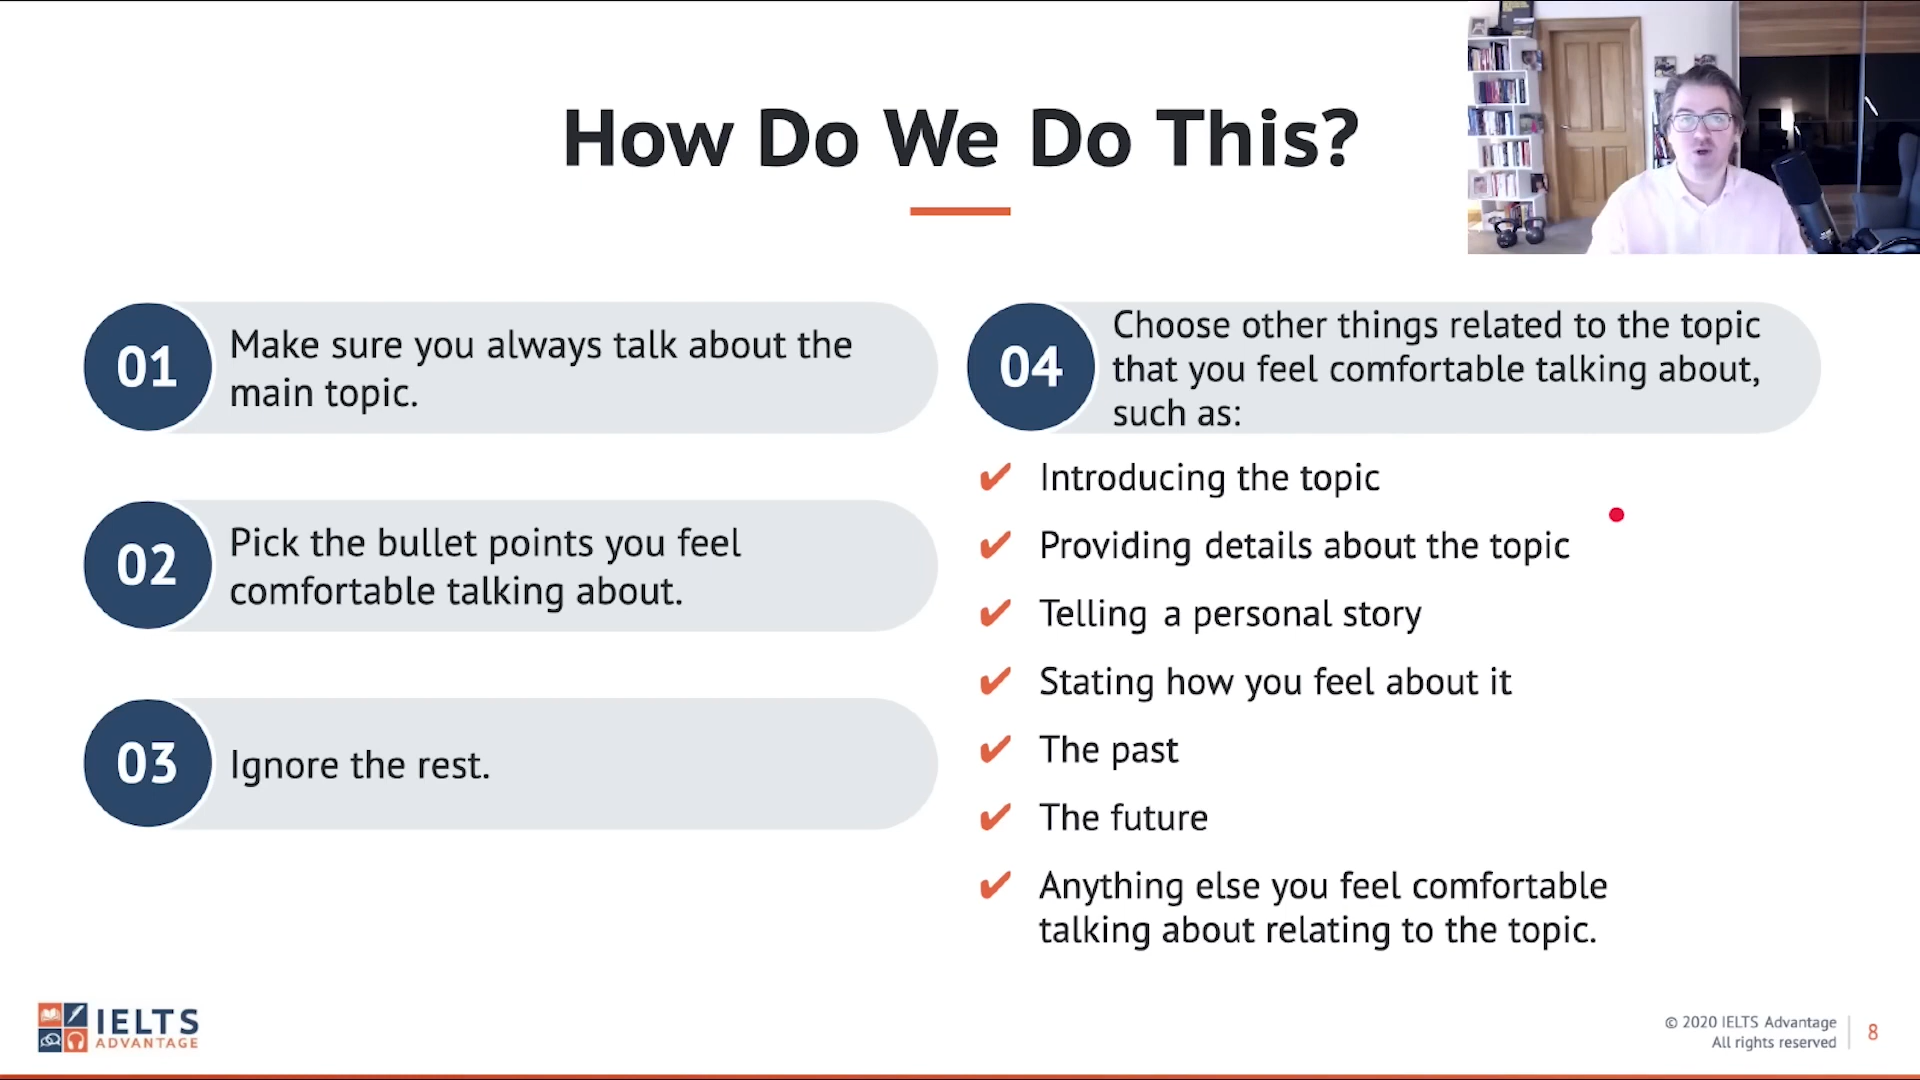 How Do We Do This?
01
Make sure you always talk about the
main topic.
02
Pick the bullet points you feel
comfortable talking about.
03
Ignore the rest.
04
Choose other things related to the topic
that you feel comfortable talking about,
such as:
✔ Introducing the topic
✔ Providing details about the topic
✔ Telling a personal story
✔ Stating how you feel about it
✔ The past
✔ The future
✔ Anything else you feel comfortable
talking about relating to the topic.
IELTS
ADVANTAGE
© 2020 IELTS Advantage
All rights reserved
8